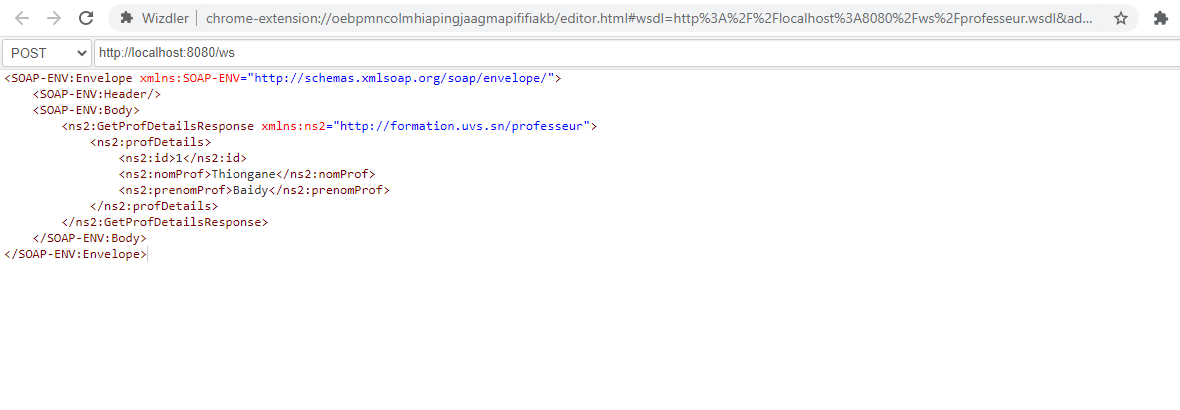 Wizdler chrome-extension://oebpmncolmhiapingjaagmapififiakb/editor.html#wsdl=http%3A%2F%2Flocalhost%3A8080%2Fws%2Fprofesseur.wsdl&ad...
POST http://localhost:8080/ws
<SOAP-ENV:Envelope xmlns:SOAP-ENV="http://schemas.xmlsoap.org/soap/envelope/">
    <SOAP-ENV:Header/>
    <SOAP-ENV:Body>
        <ns2:GetProfDetailsResponse xmlns:ns2="http://formation.uvs.sn/professeur">
            <ns2:profDetails>
                <ns2:id>1</ns2:id>
                <ns2:nomProf>Thiongane</ns2:nomProf>
                <ns2:prenomProf>Baidy</ns2:prenomProf>
            </ns2:profDetails>
        </ns2:GetProfDetailsResponse>
    </SOAP-ENV:Body>
</SOAP-ENV:Envelope>